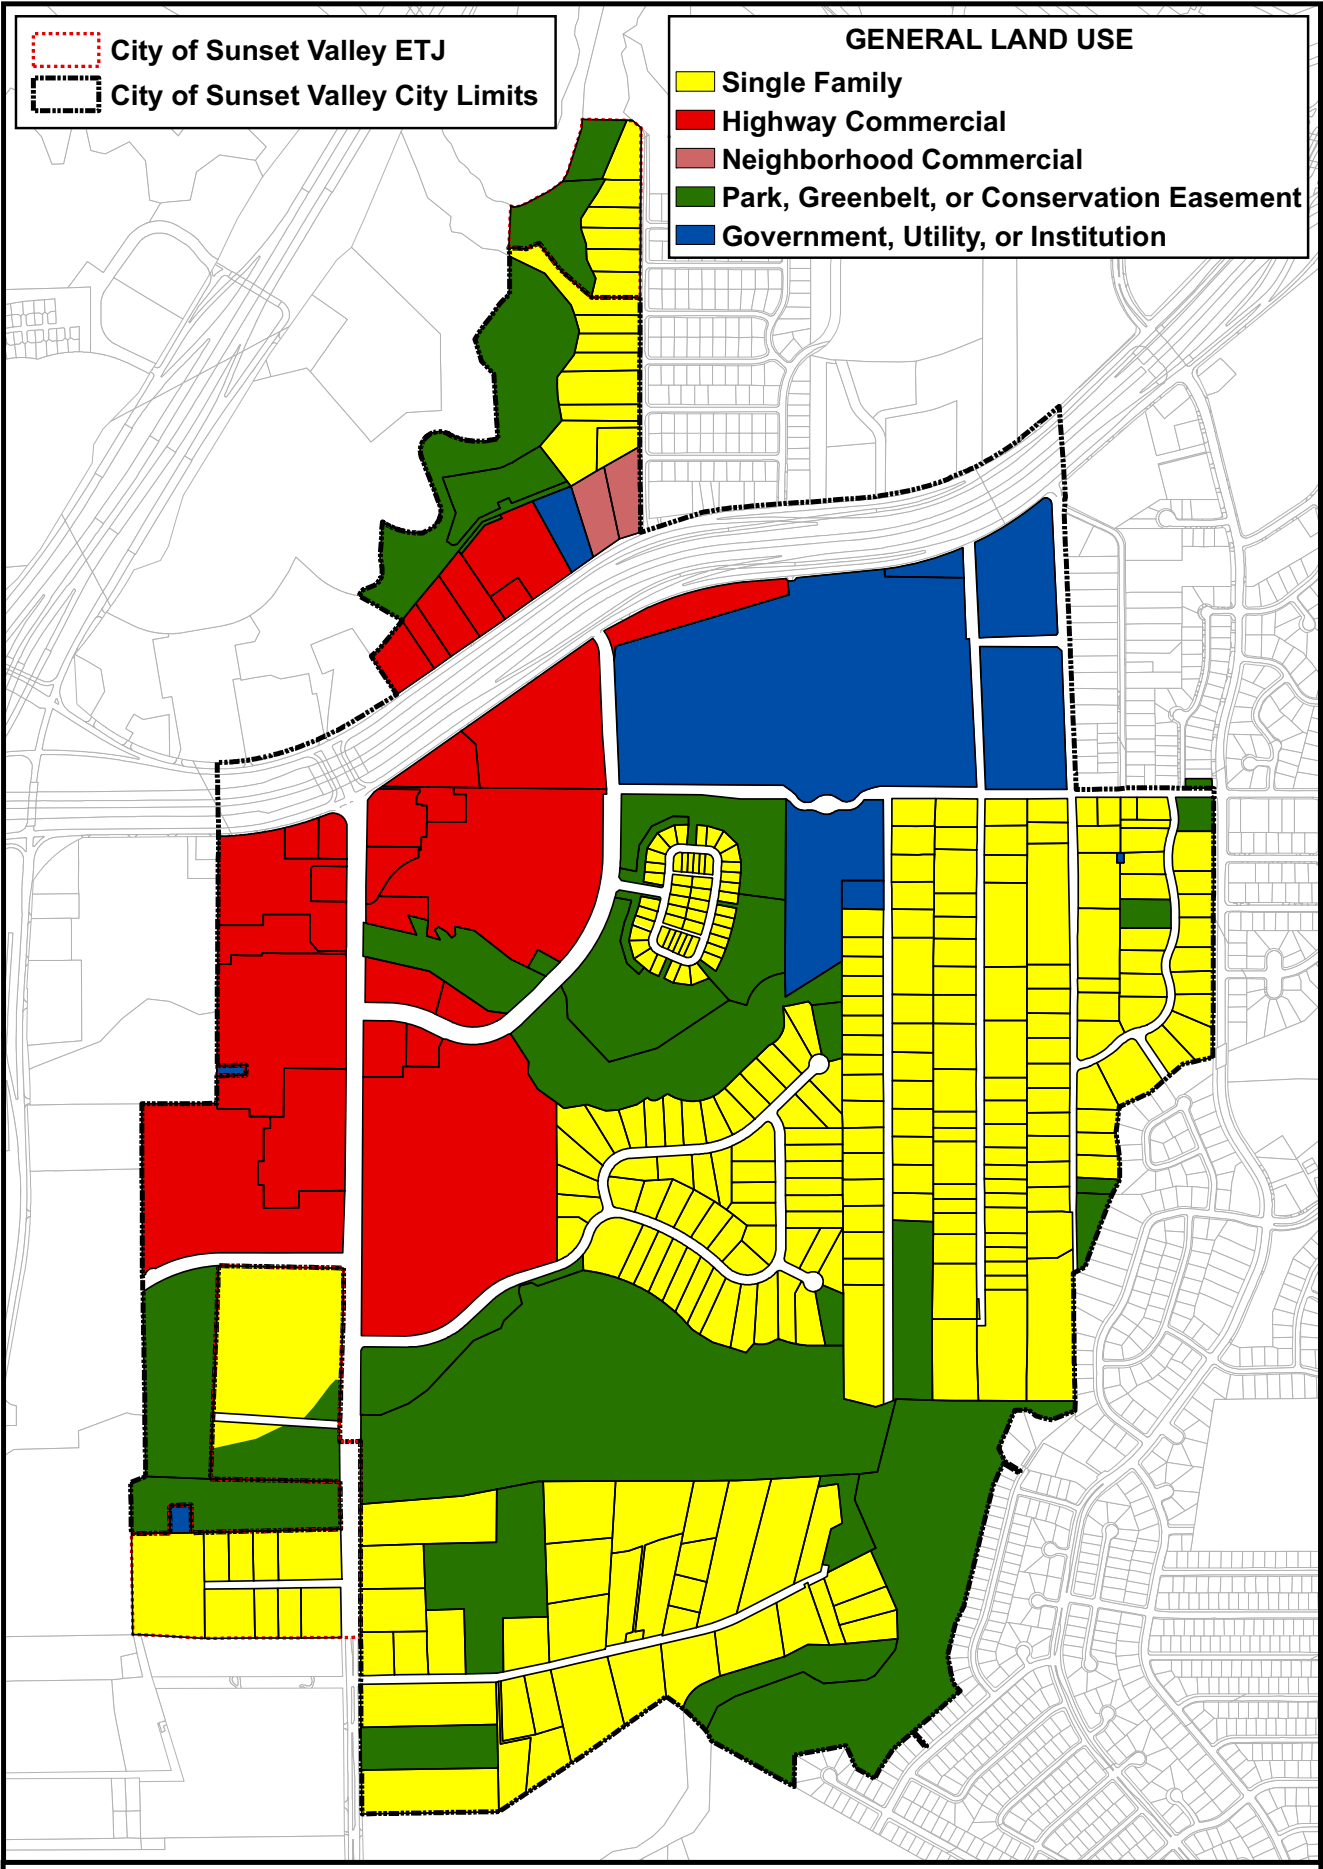 City of Sunset Valley ETJ
City of Sunset Valley City Limits
GENERAL LAND USE
Single Family
Highway Commercial
Neighborhood Commercial
Park, Greenbelt, or Conservation Easement
Government, Utility, or Institution